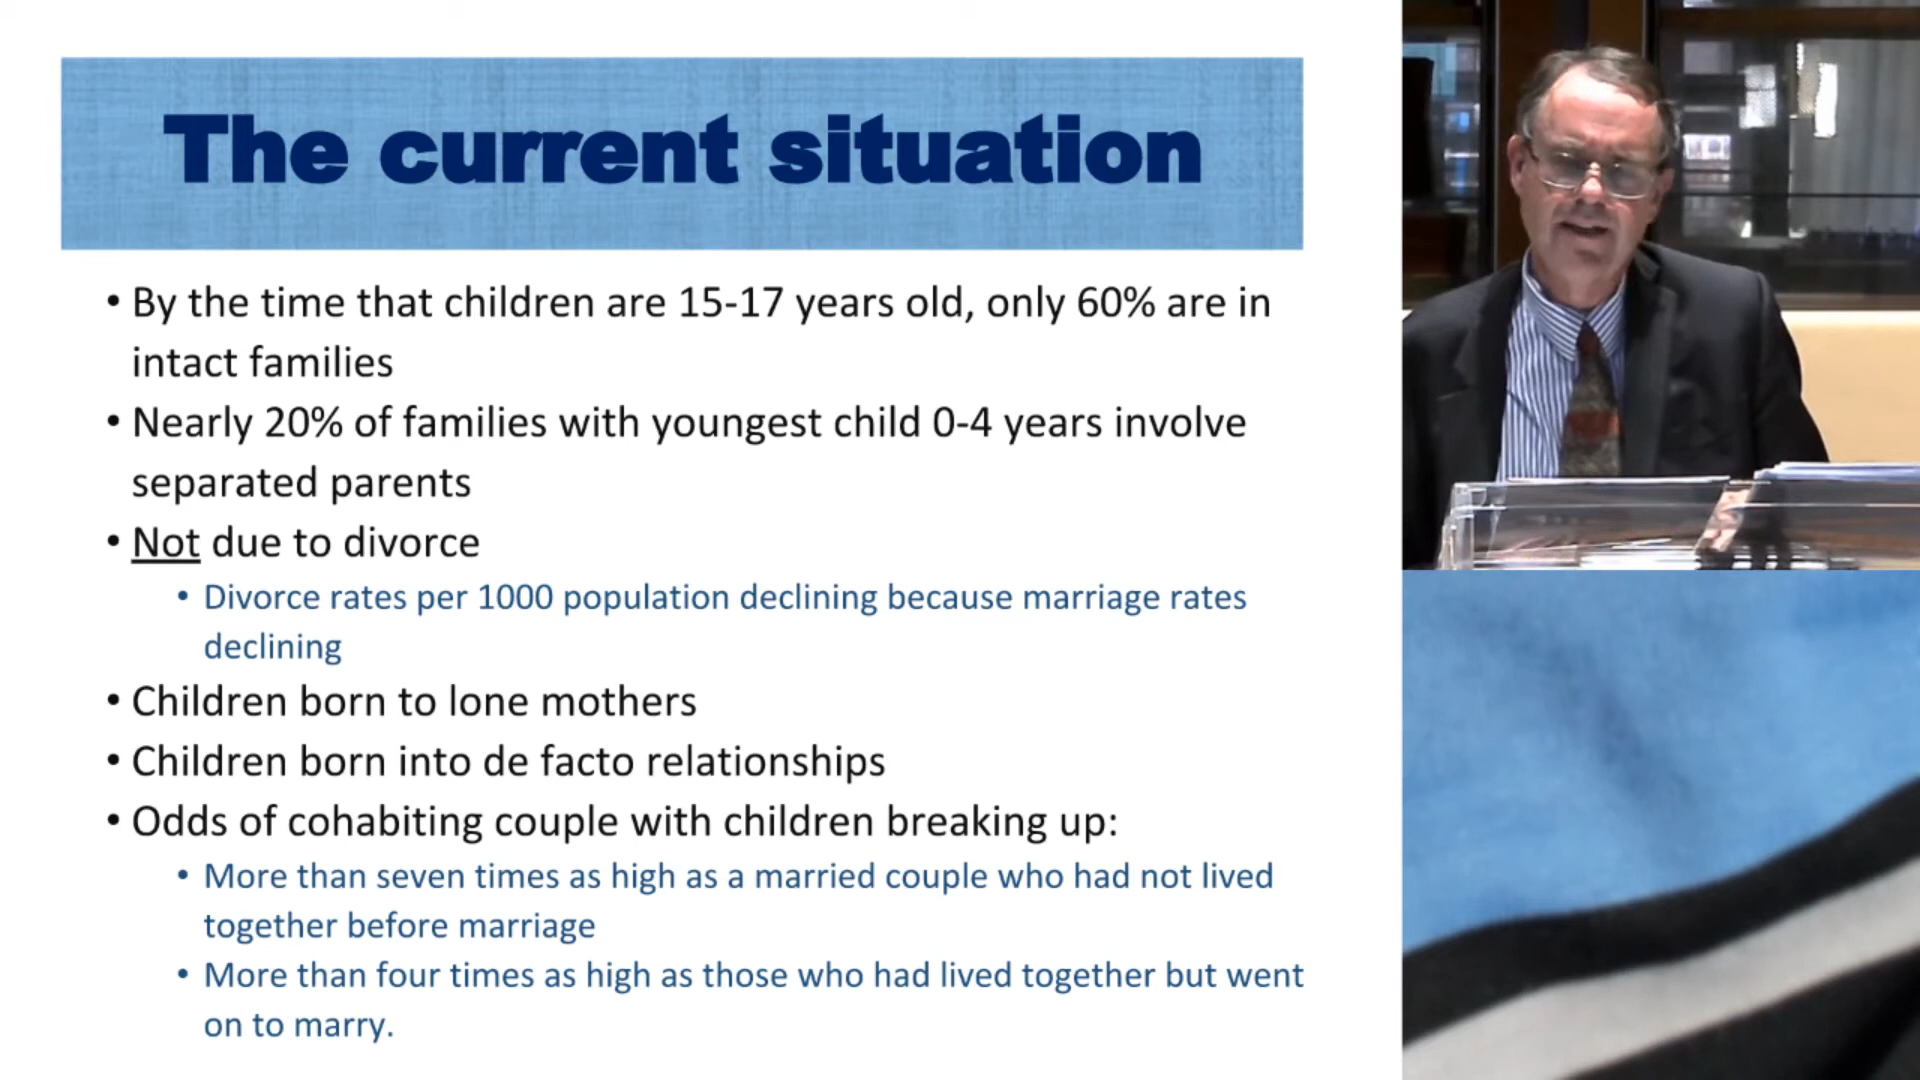 The current situation
• By the time that children are 15-17 years old, only 60% are in
intact families
• Nearly 20% of families with youngest child 0-4 years involve
separated parents
• Not due to divorce
• Divorce rates per 1000 population declining because marriage rates
declining
• Children born to lone mothers
• Children born into de facto relationships
• Odds of cohabiting couple with children breaking up:
• More than seven times as high as a married couple who had not lived
together before marriage
• More than four times as high as those who had lived together but went
on to marry.